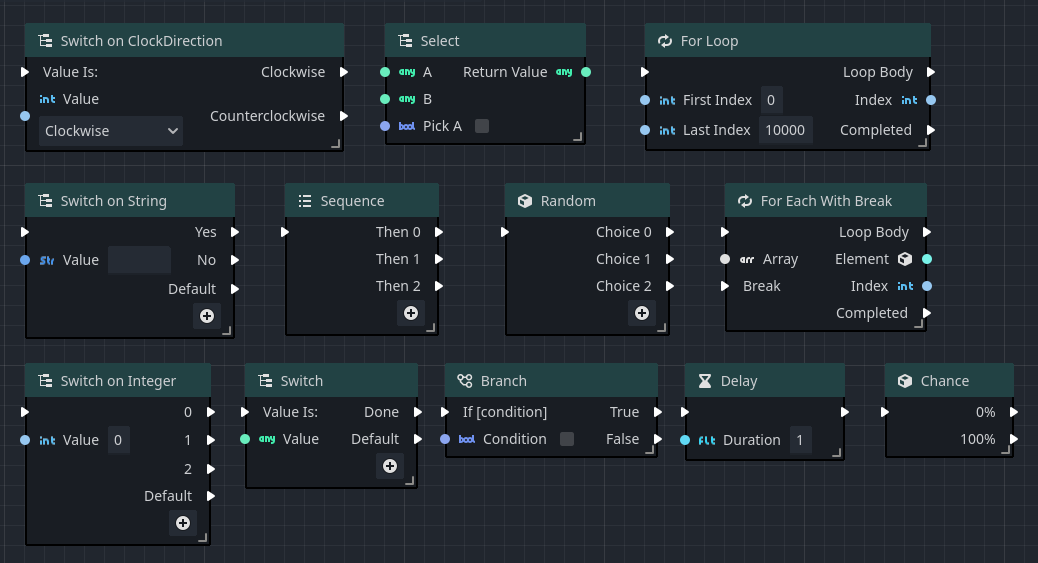 Switch on ClockDirection
Value Is: Clockwise
int Value
Counterclockwise
Clockwise
Select
any A Return Value any
any B
bool Pick A
For Loop
Loop Body
int First Index 0 Index int
int Last Index 10000 Completed
Switch on String
Yes
Str Value No
Default
Sequence
Then 0
Then 1
Then 2
Random
Choice 0
Choice 1
Choice 2
For Each With Break
Loop Body
arr Array Element
Break Index int
Completed
Switch on Integer
0
int Value 0 1
2
Default
Switch
Value Is: Done
any Value Default
Branch
If [condition] True
bool Condition False
Delay
flt Duration 1
Chance
0%
100%